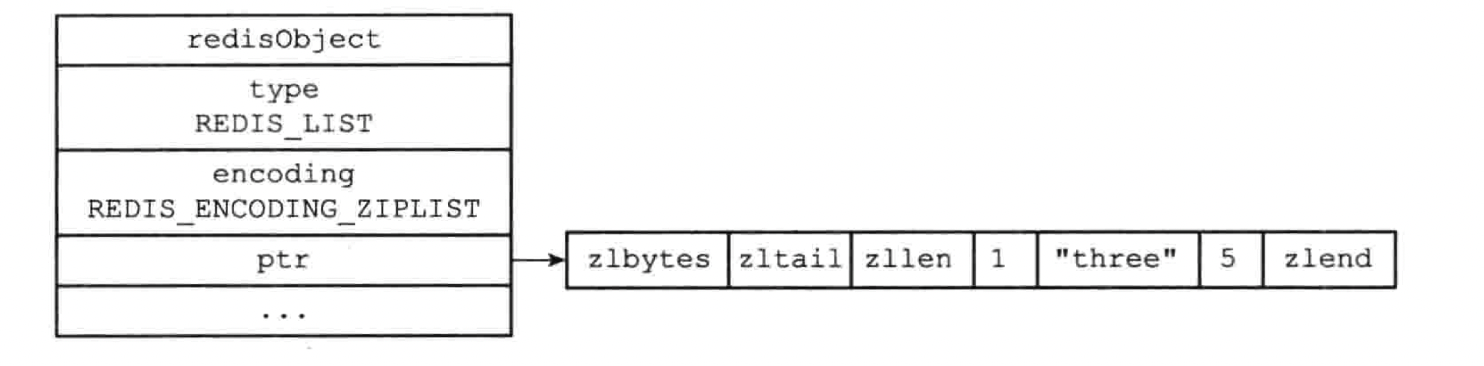 redisObject
type
REDIS_LIST
encoding
REDIS_ENCODING_ZIPLIST
ptr
zlbytes zltail zllen 1 "three" 5 zlend
...